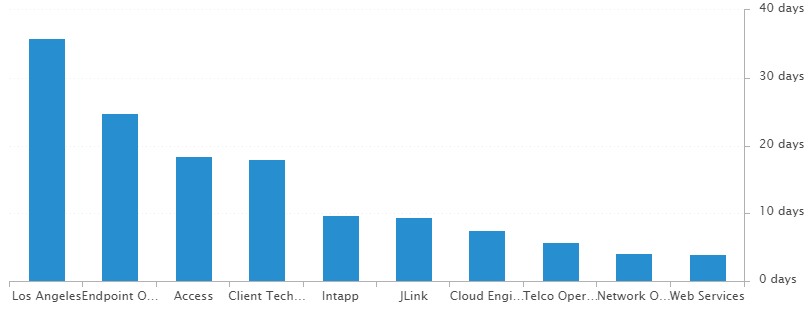 40 days
30 days
20 days
10 days
0 days
Los Angeles Endpoint O... Access Client Tech... Intapp JLink Cloud Engi... Telco Oper... Network O... Web Services